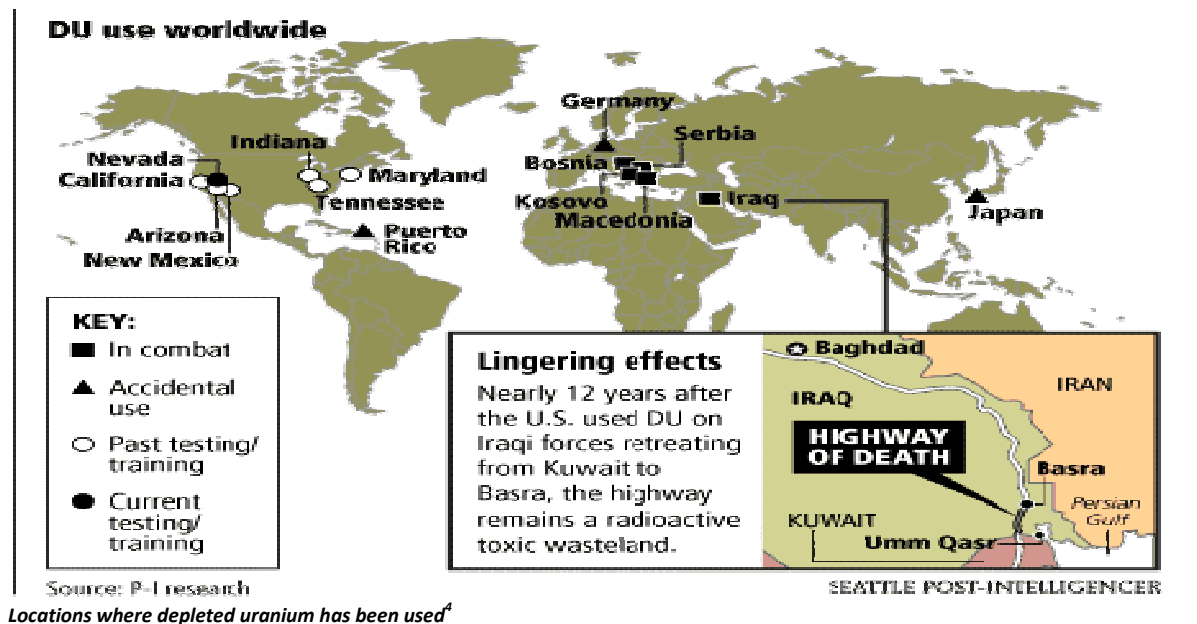 DU use worldwide
Germany
Serbia
Indiana
Nevada
Bosnia
California
Maryland
Kosovo
Iraq
Tennessee
Macedonia
Japan
Arizona
Puerto
Rico
New Mexico
KEY:
In combat
Accidental
use
Past testing/
training
Current
testing/
training
Lingering effects
Nearly 12 years after
the U.S. used DU on
Iraqi forces retreating
from Kuwait to
Basra, the highway
remains a radioactive
toxic wasteland.
Baghdad
IRAN
IRAQ
HIGHWAY
OF DEATH
Basra
Persian
Gulf
KUWAIT
Umm Qasr
Source: P-I research
SEATTLE POST-INTELLIGENCER
Locations where depleted uranium has been used4